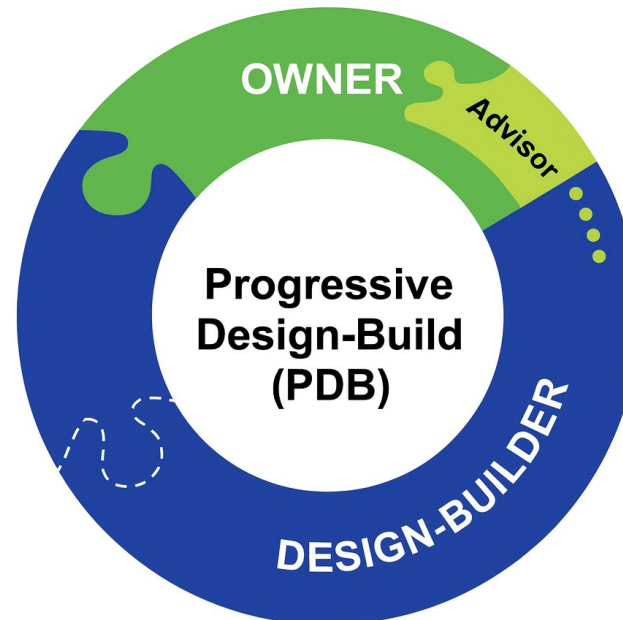 OWNER
Advisor
Progressive
Design-Build
(PDB)
DESIGN-BUILDER